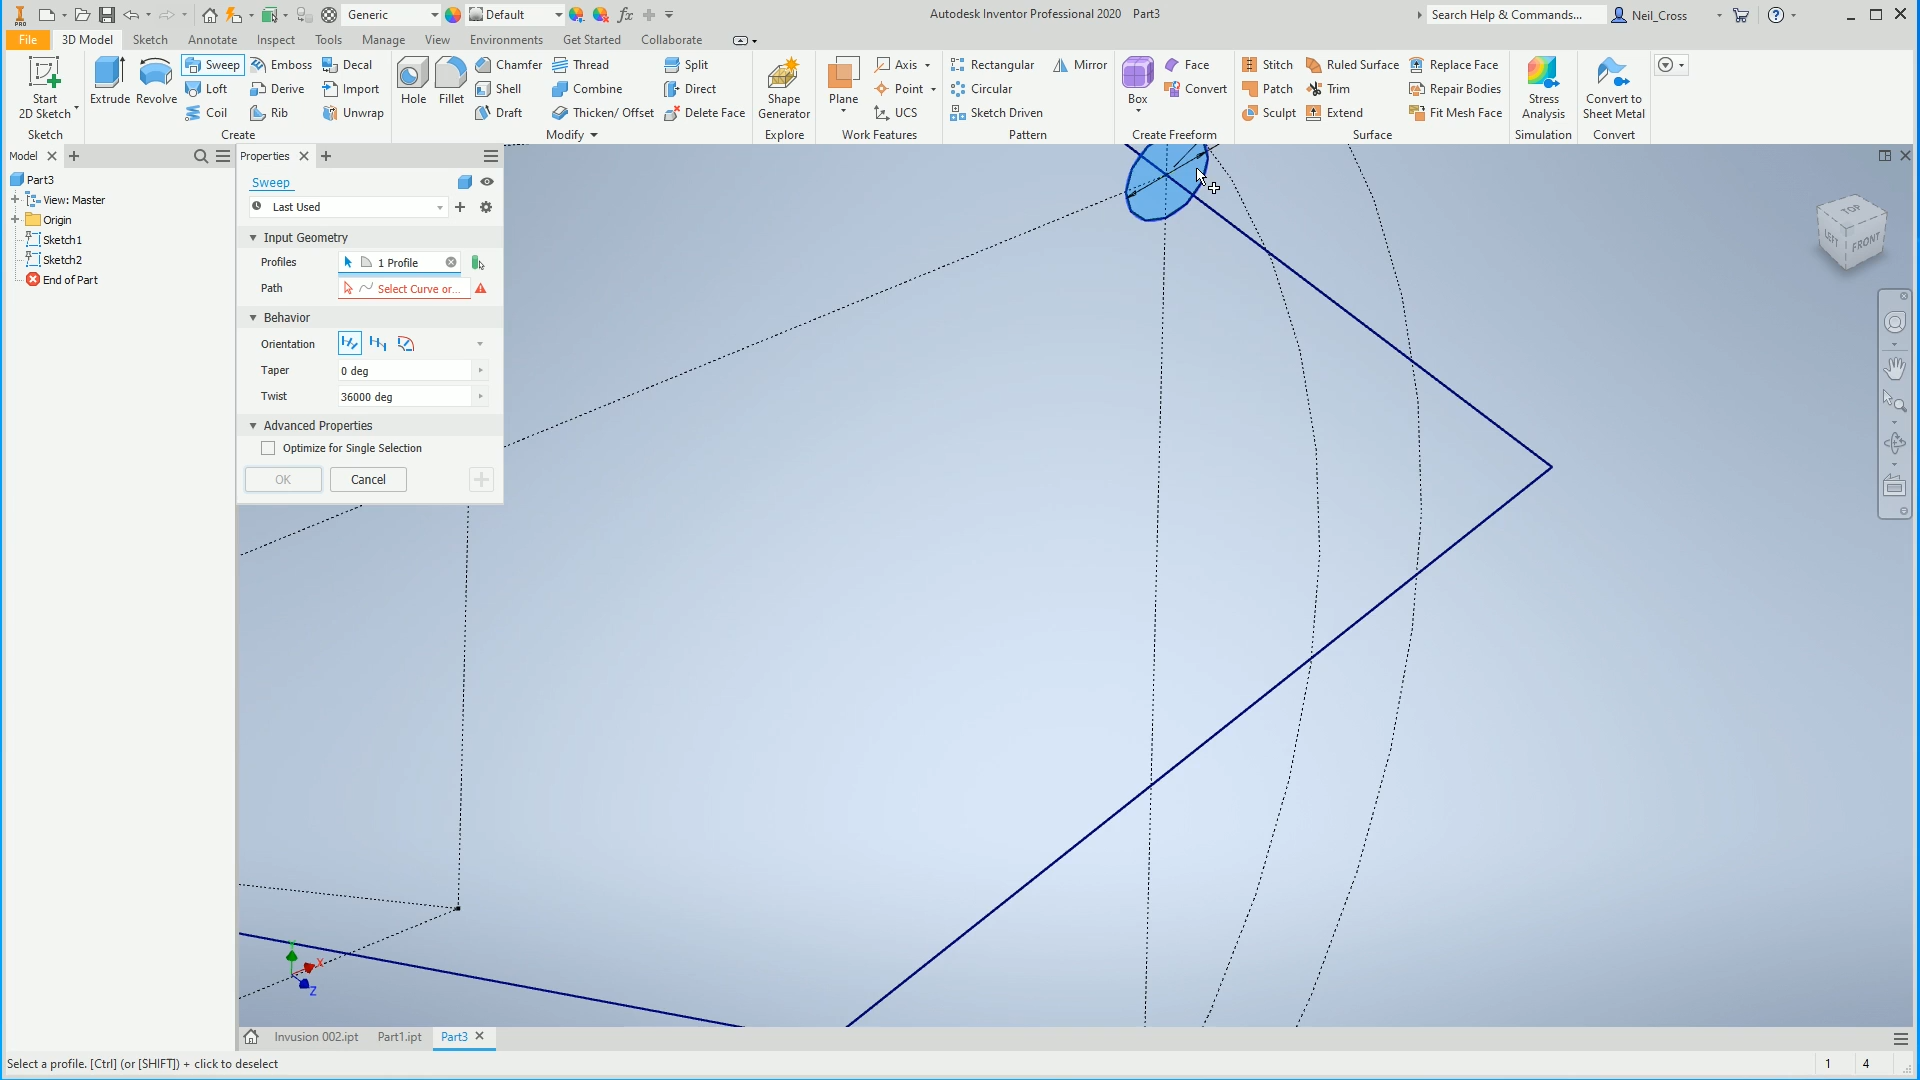 PRO
Generic
Default
fx
Autodesk Inventor Professional 2020 Part3
Search Help & Commands...
Neil_Cross
File
3D Model
Sketch
Annotate
Inspect
Tools
Manage
View
Environments
Get Started
Collaborate
Start
2D Sketch
Sketch
Extrude
Revolve
Sweep
Loft
Coil
Emboss
Derive
Rib
Decal
Import
Unwrap
Create
Hole
Fillet
Chamfer
Shell
Draft
Thread
Combine
Thicken/ Offset
Split
Direct
Delete Face
Modify
Shape
Generator
Explore
Plane
Axis
Point
UCS
Work Features
Rectangular
Circular
Sketch Driven
Mirror
Pattern
Box
Face
Convert
Create Freeform
Stitch
Patch
Sculpt
Ruled Surface
Trim
Extend
Replace Face
Repair Bodies
Fit Mesh Face
Surface
Stress
Analysis
Simulation
Convert to
Sheet Metal
Convert
Model
Part3
View: Master
Origin
Sketch1
Sketch2
End of Part
Properties
Sweep
Last Used
Input Geometry
Profiles 1 Profile
Path Select Curve or...
Behavior
Orientation
Taper 0 deg
Twist 36000 deg
Advanced Properties
Optimize for Single Selection
OK Cancel
TOP
LEFT FRONT
Y
X
Z
Invusion 002.ipt
Part1.ipt
Part3
Select a profile. [Ctrl] (or [SHIFT]) + click to deselect
1 4